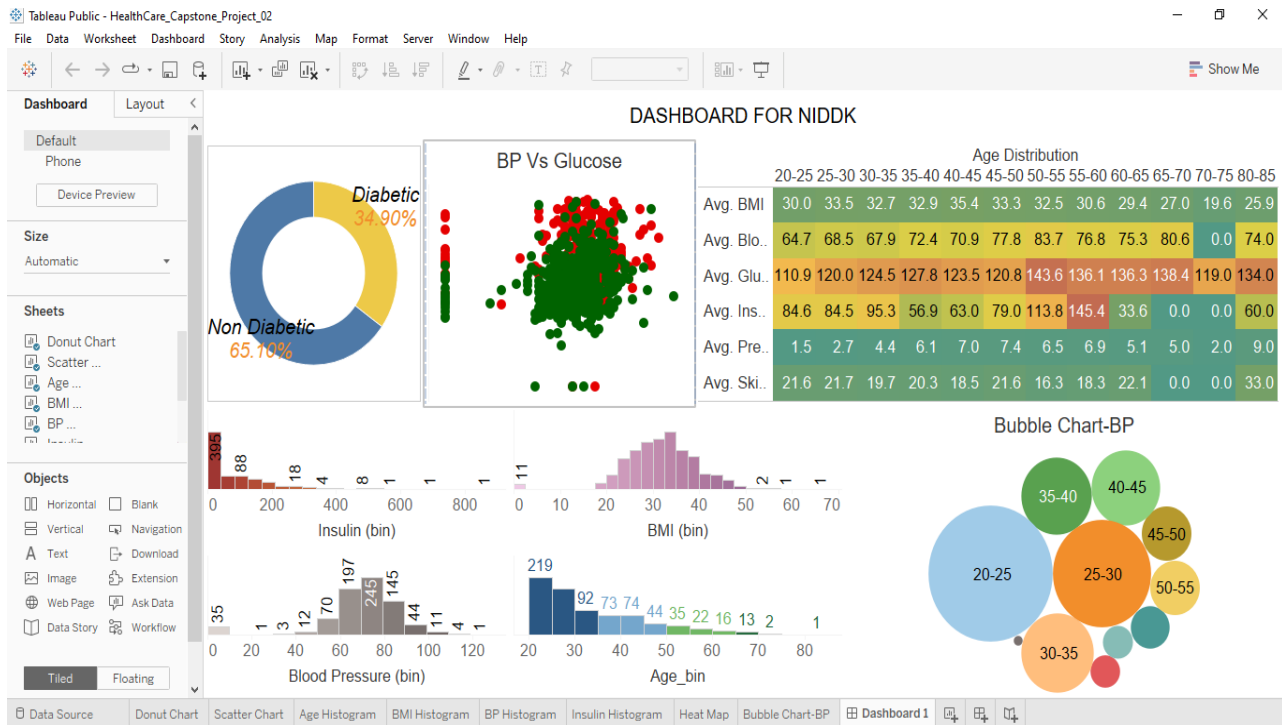 Tableau Public - HealthCare_Capstone_Project_02
File Data Worksheet Dashboard Story Analysis Map Format Server Window Help
Show Me
Dashboard Layout
Default
Phone
Device Preview
Size
Automatic
Sheets
Donut Chart
Scatter ...
Age ...
BMI ...
BP ...
Objects
Horizontal Blank
Vertical Navigation
Text Download
Image Extension
Web Page Ask Data
Data Story Workflow
Tiled Floating
DASHBOARD FOR NIDDK
Diabetic
34.90%
Non Diabetic
65.10%
BP Vs Glucose
Age Distribution
20-25 25-30 30-35 35-40 40-45 45-50 50-55 55-60 60-65 65-70 70-75 80-85
Avg. BMI 30.0 33.5 32.7 32.9 35.4 33.3 32.5 30.6 29.4 27.0 19.6 25.9
Avg. Blo.. 64.7 68.5 67.9 72.4 70.9 77.8 83.7 76.8 75.3 80.6 0.0 74.0
Avg. Glu.. 110.9 120.0 124.5 127.8 123.5 120.8 143.6 136.1 136.3 138.4 119.0 134.0
Avg. Ins.. 84.6 84.5 95.3 56.9 63.0 79.0 113.8 145.4 33.6 0.0 0.0 60.0
Avg. Pre.. 1.5 2.7 4.4 6.1 7.0 7.4 6.5 6.9 5.1 5.0 2.0 9.0
Avg. Ski.. 21.6 21.7 19.7 20.3 18.5 21.6 16.3 18.3 22.1 0.0 0.0 33.0
395 88 18 4 8 1 1 1
0 200 400 600 800
Insulin (bin)
11 2 1 1
0 10 20 30 40 50 60 70
BMI (bin)
35 1 3 12 70 197 245 145 44 11 4 1
0 20 40 60 80 100 120
Blood Pressure (bin)
219 92 73 74 44 35 22 16 13 2 1
20 30 40 50 60 70 80
Age_bin
Bubble Chart-BP
35-40
40-45
45-50
20-25
25-30
50-55
30-35
Data Source Donut Chart Scatter Chart Age Histogram BMI Histogram BP Histogram Insulin Histogram Heat Map Bubble Chart-BP Dashboard 1